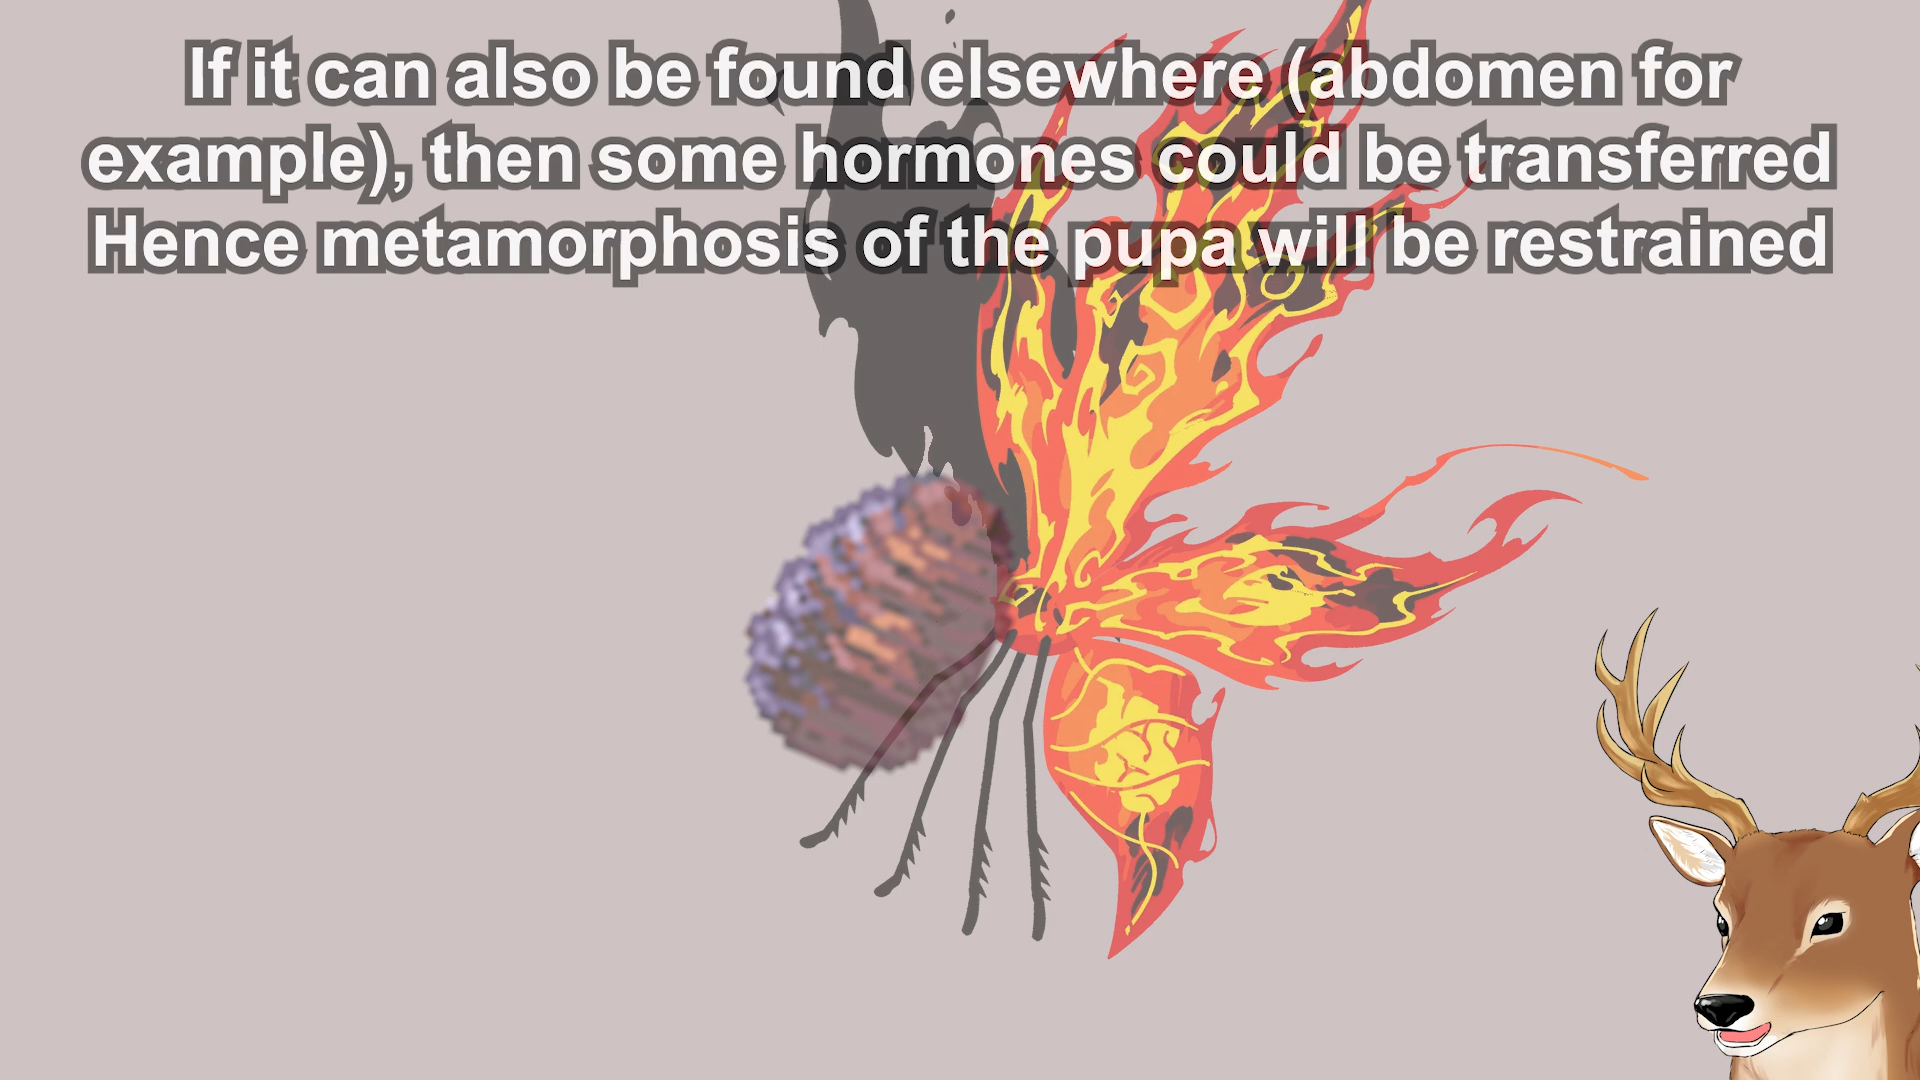 If it can also be found elsewhere (abdomen for
example), then some hormones could be transferred
Hence metamorphosis of the pupa will be restrained